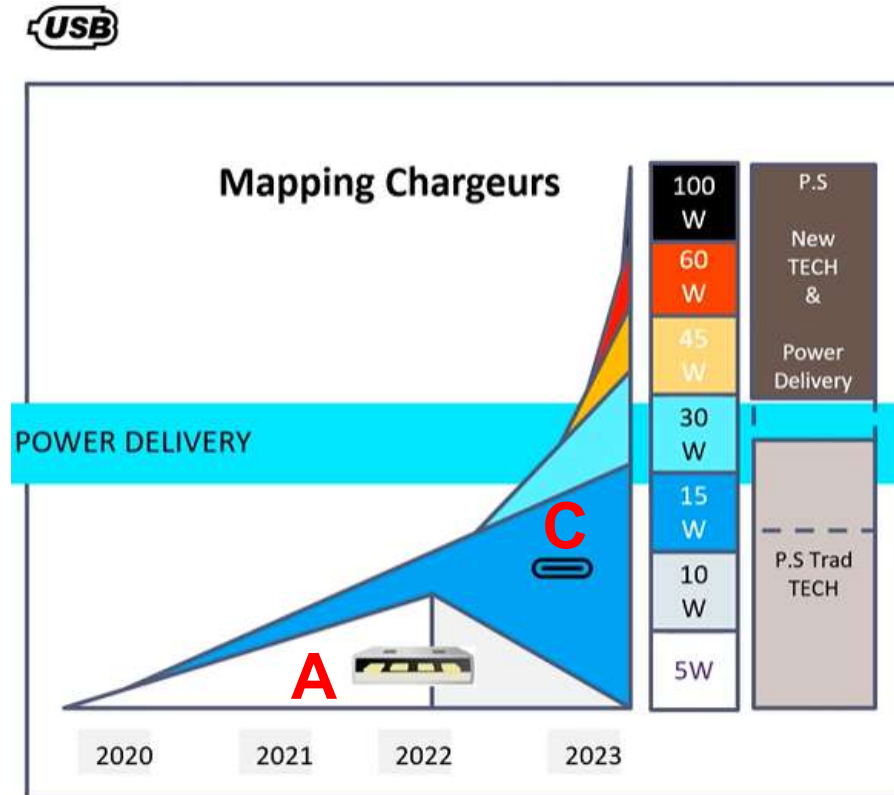 USB
Mapping Chargeurs
100
W
60
W
45
W
30
W
15
W
10
W
5W
P.S
New
TECH
&
Power
Delivery
P.S Trad
TECH
POWER DELIVERY
C
A
2020
2021
2022
2023